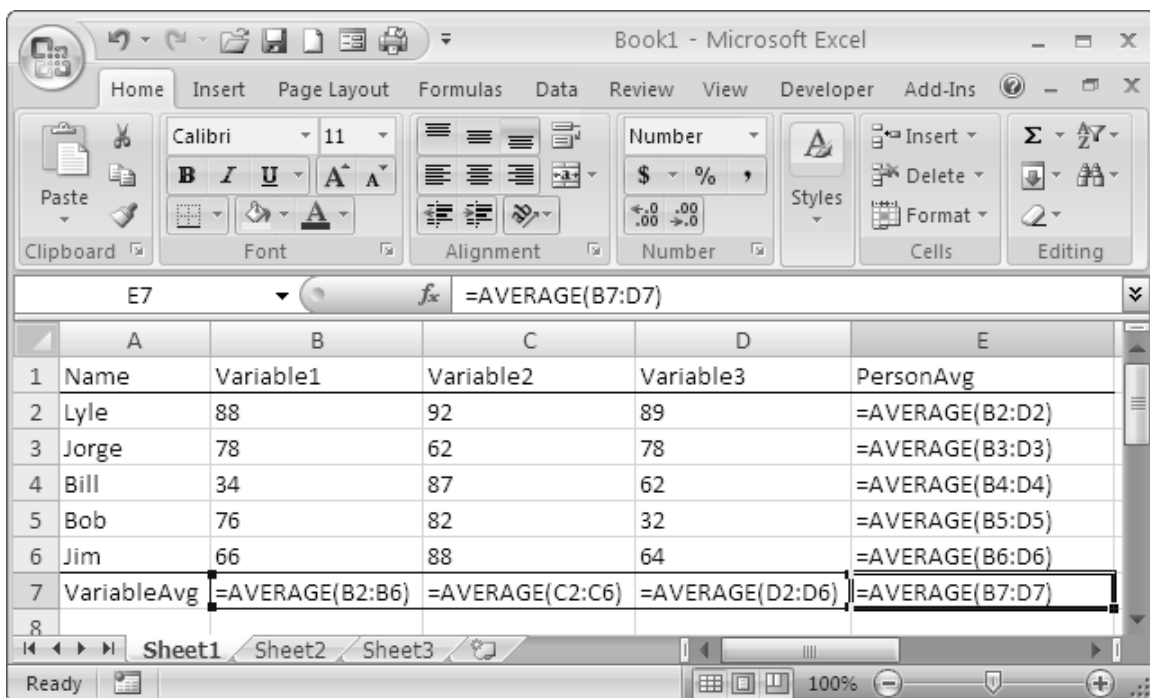 Book1 - Microsoft Excel
Home Insert Page Layout Formulas Data Review View Developer Add-Ins
Calibri 11 Number Insert
Paste B I U A A $ % , Styles Delete
A .0 .00 .00 .0 Format
Clipboard Font Alignment Number Cells Editing
E7 fx =AVERAGE(B7:D7)
A B C D E
1 Name Variable1 Variable2 Variable3 PersonAvg
2 Lyle 88 92 89 =AVERAGE(B2:D2)
3 Jorge 78 62 78 =AVERAGE(B3:D3)
4 Bill 34 87 62 =AVERAGE(B4:D4)
5 Bob 76 82 32 =AVERAGE(B5:D5)
6 Jim 66 88 64 =AVERAGE(B6:D6)
7 VariableAvg =AVERAGE(B2:B6) =AVERAGE(C2:C6) =AVERAGE(D2:D6) =AVERAGE(B7:D7)
8
Sheet1 Sheet2 Sheet3
Ready 100%